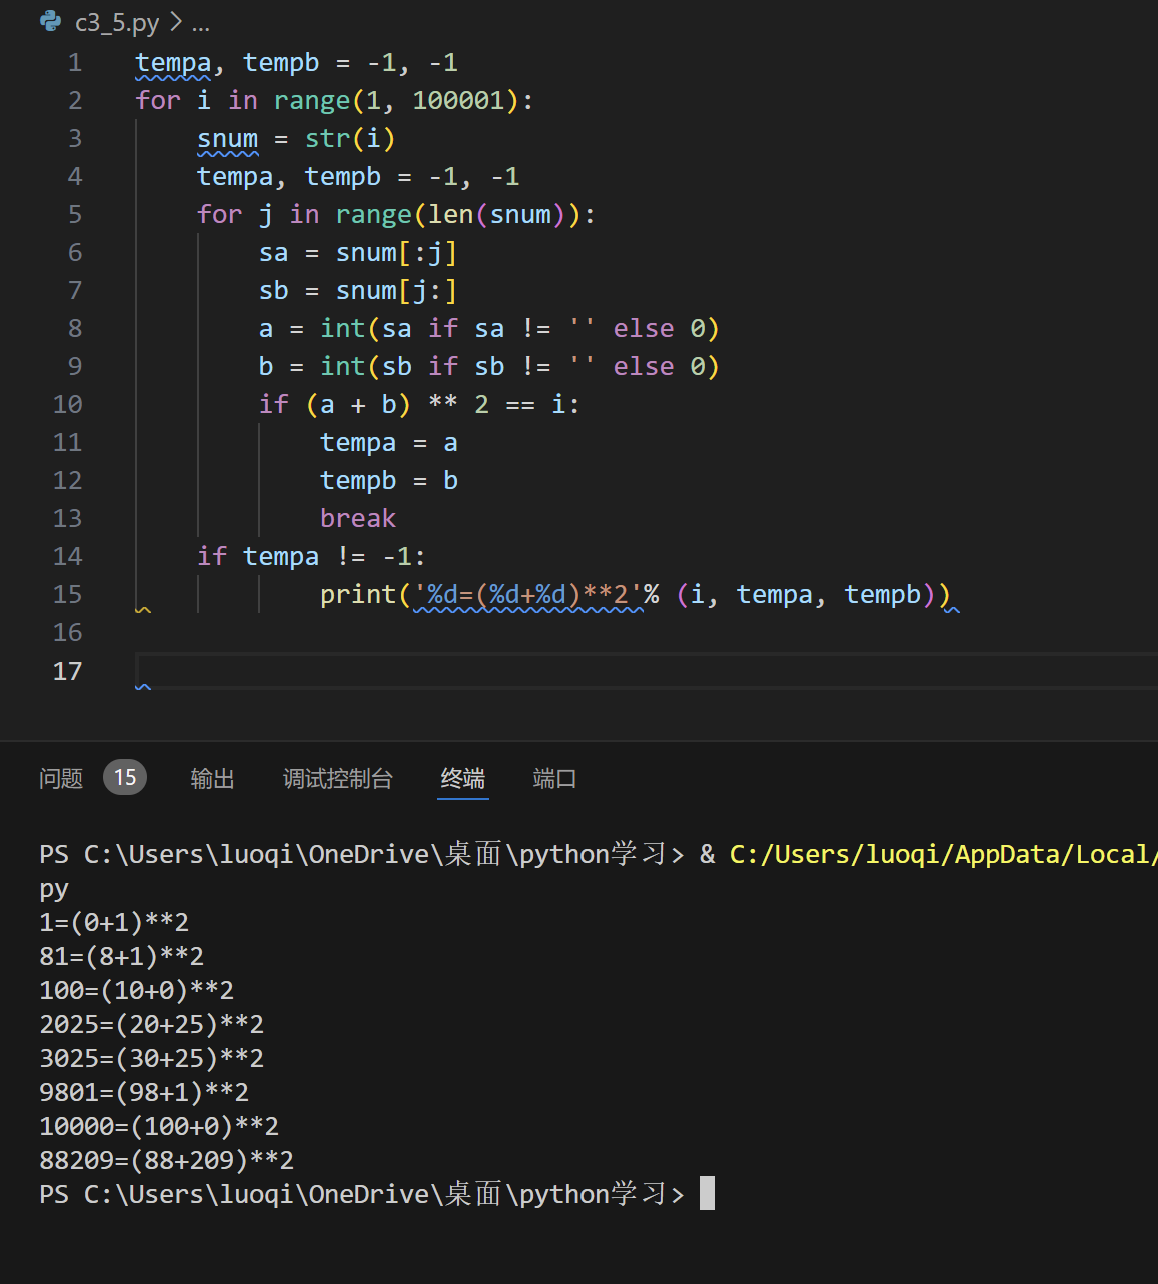 c3_5.py > ...
1 tempa, tempb = -1, -1
2 for i in range(1, 100001):
3     snum = str(i)
4     tempa, tempb = -1, -1
5     for j in range(len(snum)):
6         sa = snum[:j]
7         sb = snum[j:]
8         a = int(sa if sa != '' else 0)
9         b = int(sb if sb != '' else 0)
10         if (a + b) ** 2 == i:
11             tempa = a
12             tempb = b
13             break
14     if tempa != -1:
15             print('%d=(%d+%d)**2'% (i, tempa, tempb))
16
17
问题 15 输出 调试控制台 终端 端口
PS C:\Users\luoqi\OneDrive\桌面\python学习> & C:/Users/luoqi/AppData/Local/
py
1=(0+1)**2
81=(8+1)**2
100=(10+0)**2
2025=(20+25)**2
3025=(30+25)**2
9801=(98+1)**2
10000=(100+0)**2
88209=(88+209)**2
PS C:\Users\luoqi\OneDrive\桌面\python学习>